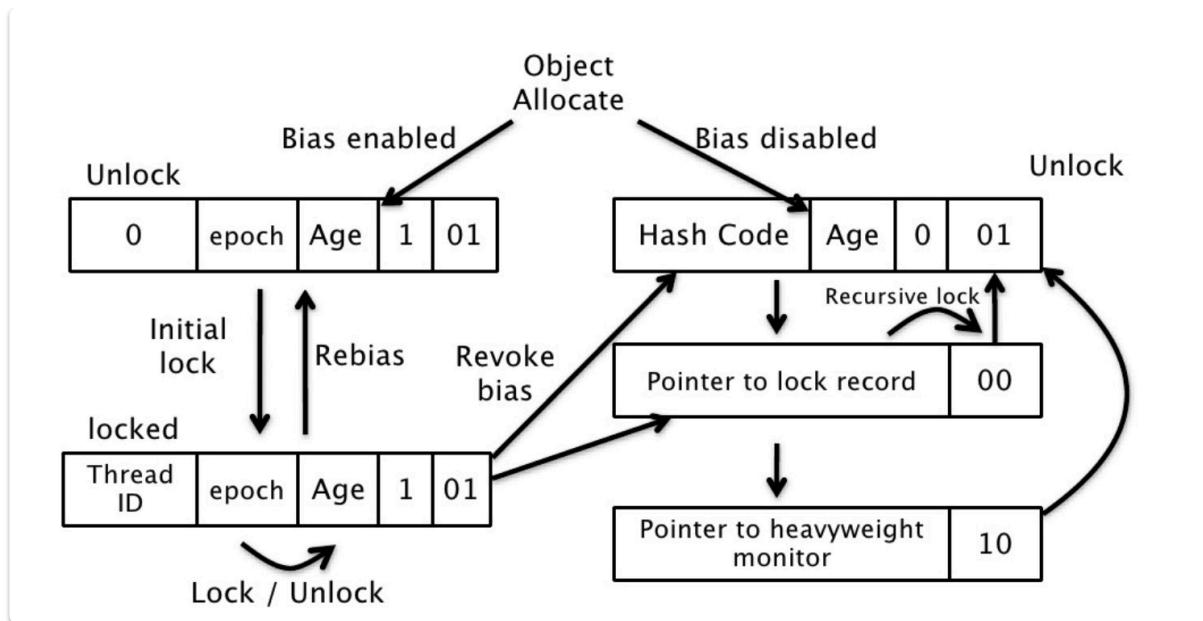 Object
Allocate
Bias enabled
Bias disabled
Unlock
Unlock
0 epoch Age 1 01
Hash Code Age 0 01
Recursive lock
Initial
lock
Rebias
Revoke
bias
Pointer to lock record 00
locked
Thread
ID
epoch Age 1 01
Pointer to heavyweight
monitor
10
Lock / Unlock